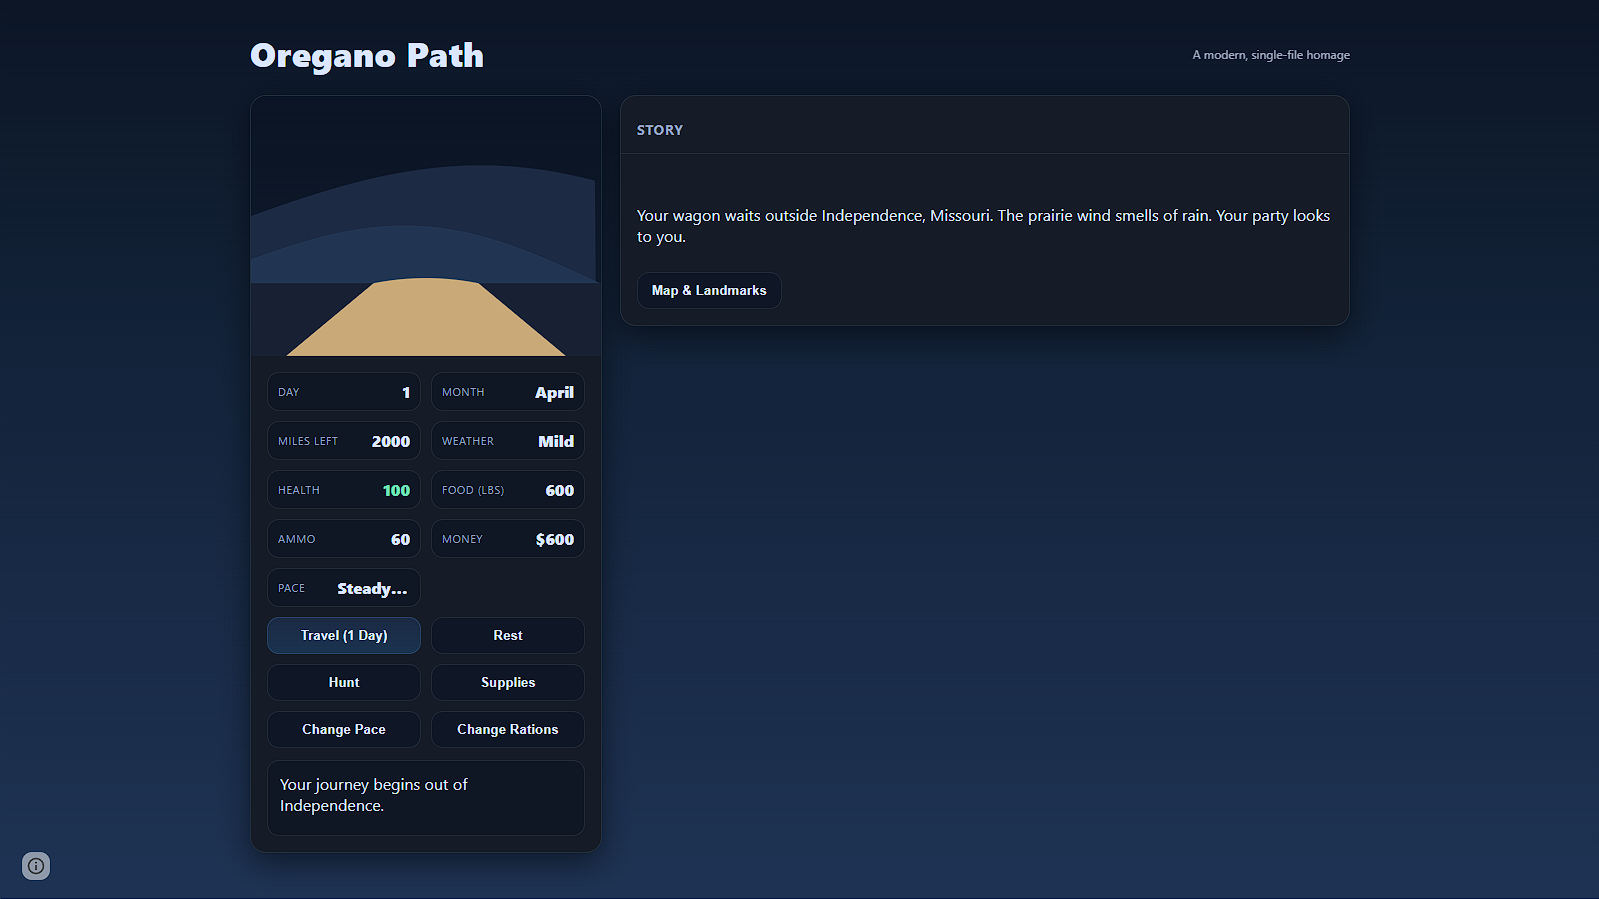 Oregano Path
A modern, single-file homage
STORY
Your wagon waits outside Independence, Missouri. The prairie wind smells of rain. Your party looks
to you.
Map & Landmarks
DAY 1
MONTH April
MILES LEFT 2000
WEATHER Mild
HEALTH 100
FOOD (LBS) 600
AMMO 60
MONEY $600
PACE Steady...
Travel (1 Day)
Rest
Hunt
Supplies
Change Pace
Change Rations
Your journey begins out of
Independence.